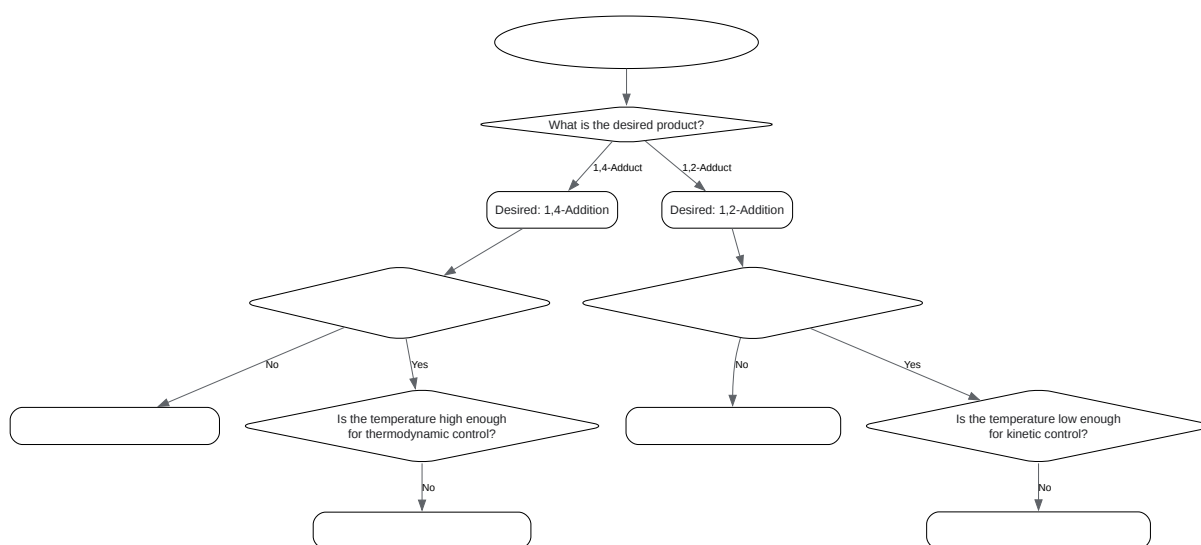 What is the desired product?
1,4-Adduct
1,2-Adduct
Desired: 1,4-Addition
Desired: 1,2-Addition
No
Yes
No
Yes
Is the temperature high enough
for thermodynamic control?
Is the temperature low enough
for kinetic control?
No
No